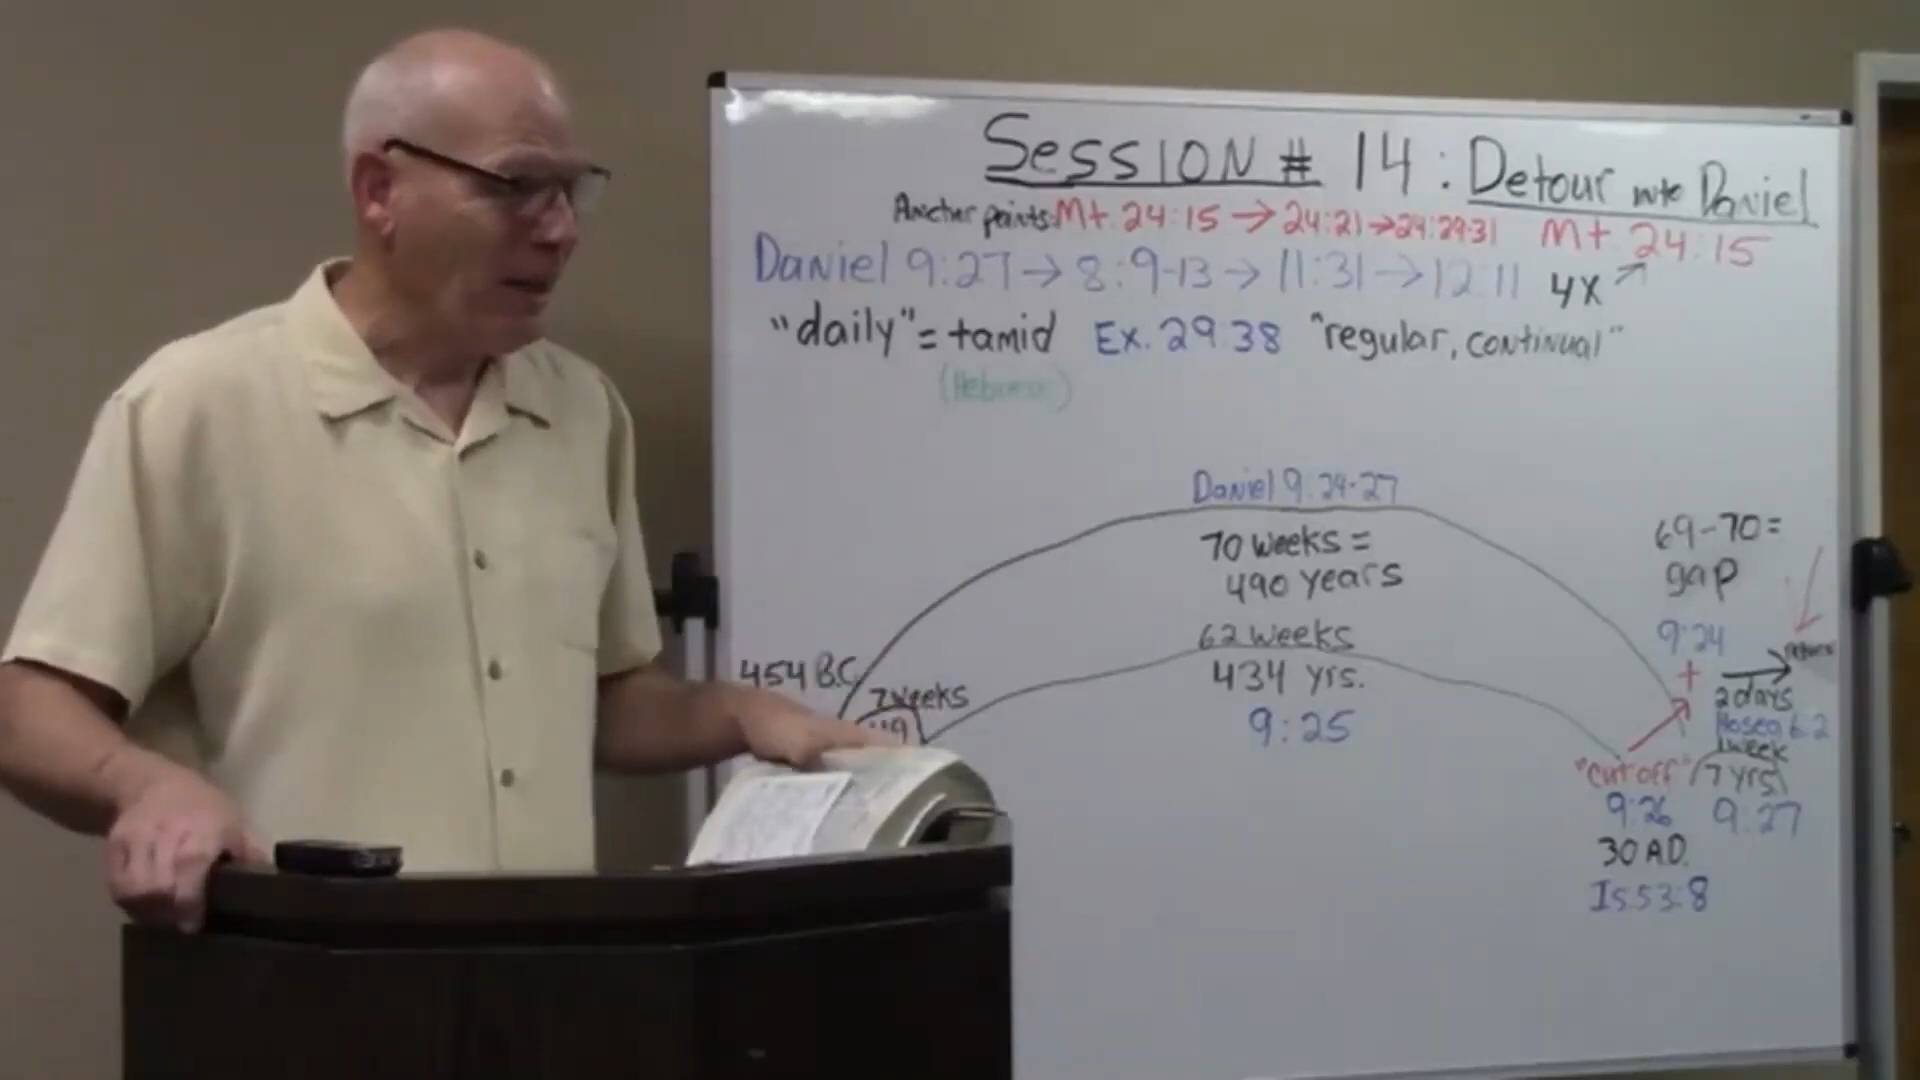 Session # 14: Detour into Daniel
Anchor points: Mt. 24:15 → 24:21 → 24:29-31 Mt 24:15
Daniel 9:27 → 8:9-13 → 11:31 → 12:11 4x
"daily" = tamid Ex. 29:38 "regular, continual"
(Hebrew)
Daniel 9:24-27
70 weeks =
490 years
62 weeks
434 yrs.
9:25
454 B.C.
7 weeks
49
69-70 =
gap
9:24
return
2 days
Hosea 6:2
1 week
"cut off" 7 yrs.
9:26 9:27
30 A.D.
Is. 53:8